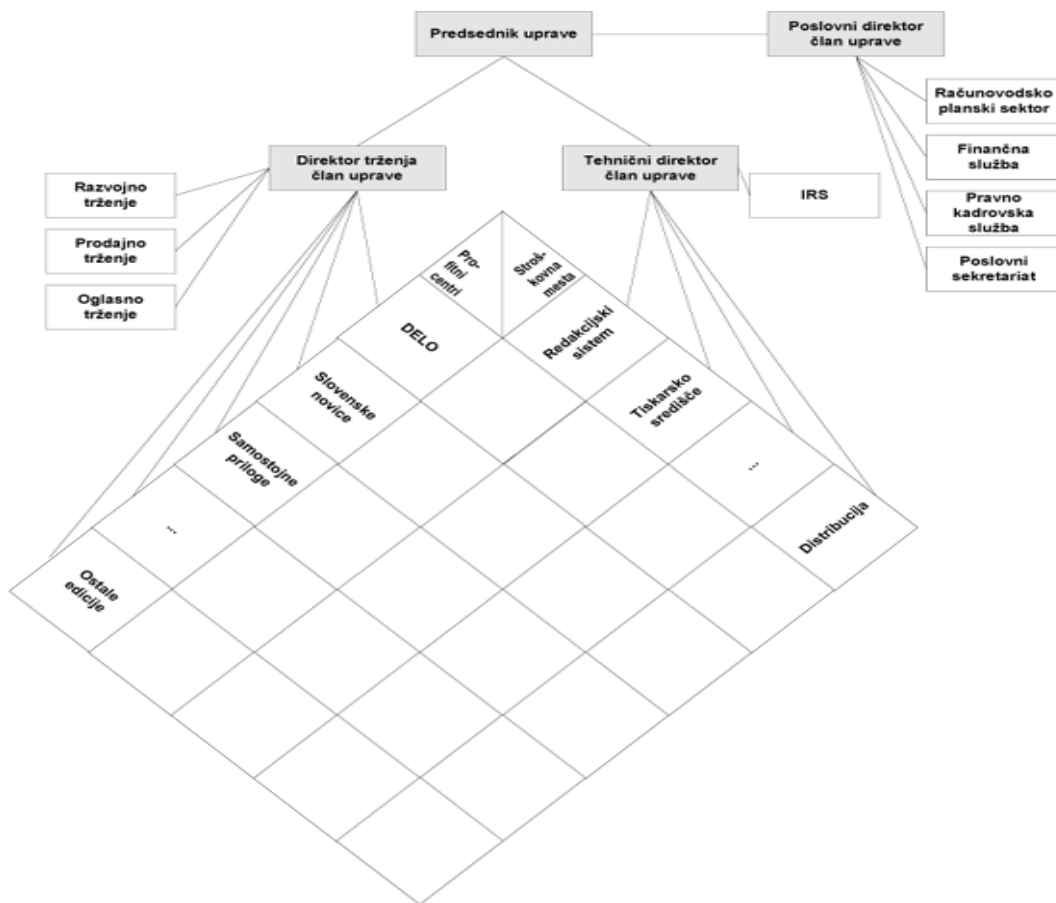 Predsednik uprave
Poslovni direktor
član uprave
Računovodsko
planski sektor
Finančna
služba
Pravno
kadrovska
služba
Poslovni
sekretariat
Direktor trženja
član uprave
Tehnični direktor
član uprave
IRS
Razvojno
trženje
Prodajno
trženje
Oglasno
trženje
Pro-
fitni
centri
Stroš-
kovna
mesta
DELO
Redakcijski
sistem
Slovenske
novice
Tiskarsko
središče
Samostojne
priloge
...
...
Distribucija
Ostale
edicije